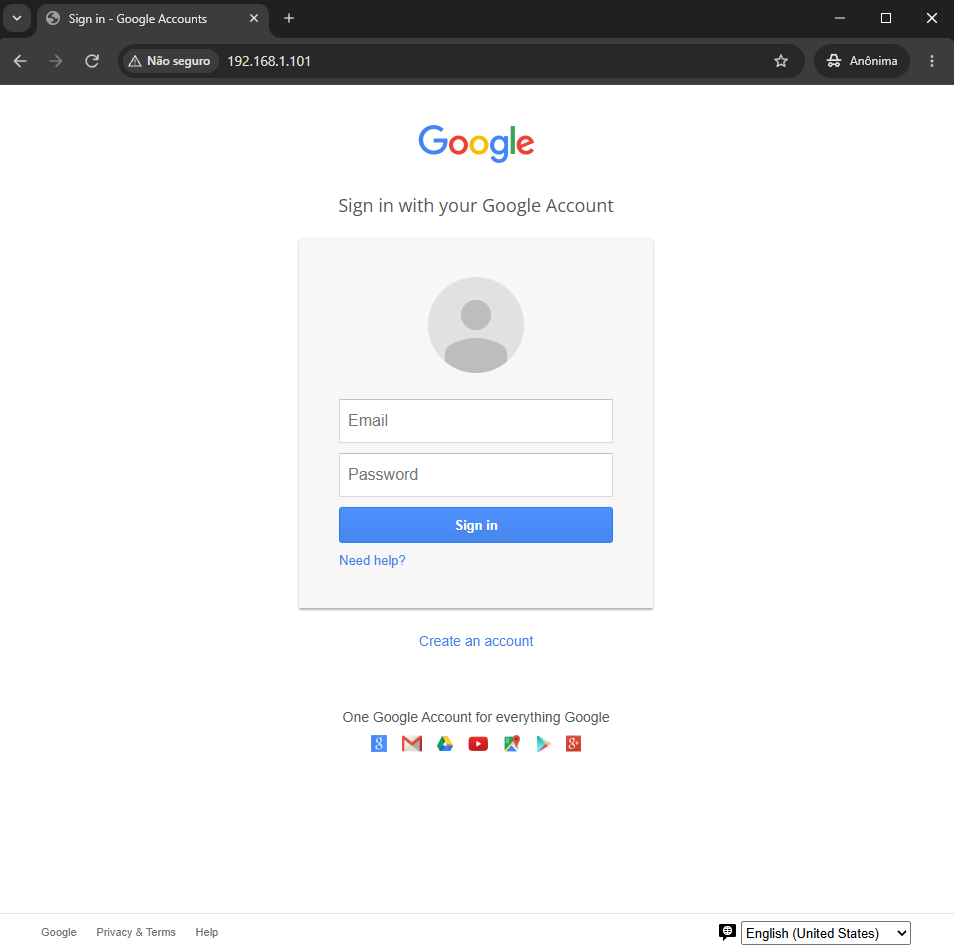 Sign in - Google Accounts
Não seguro 192.168.1.101 Anônima
Google
Sign in with your Google Account
Email
Password
Sign in
Need help?
Create an account
One Google Account for everything Google
Google Privacy & Terms Help English (United States)